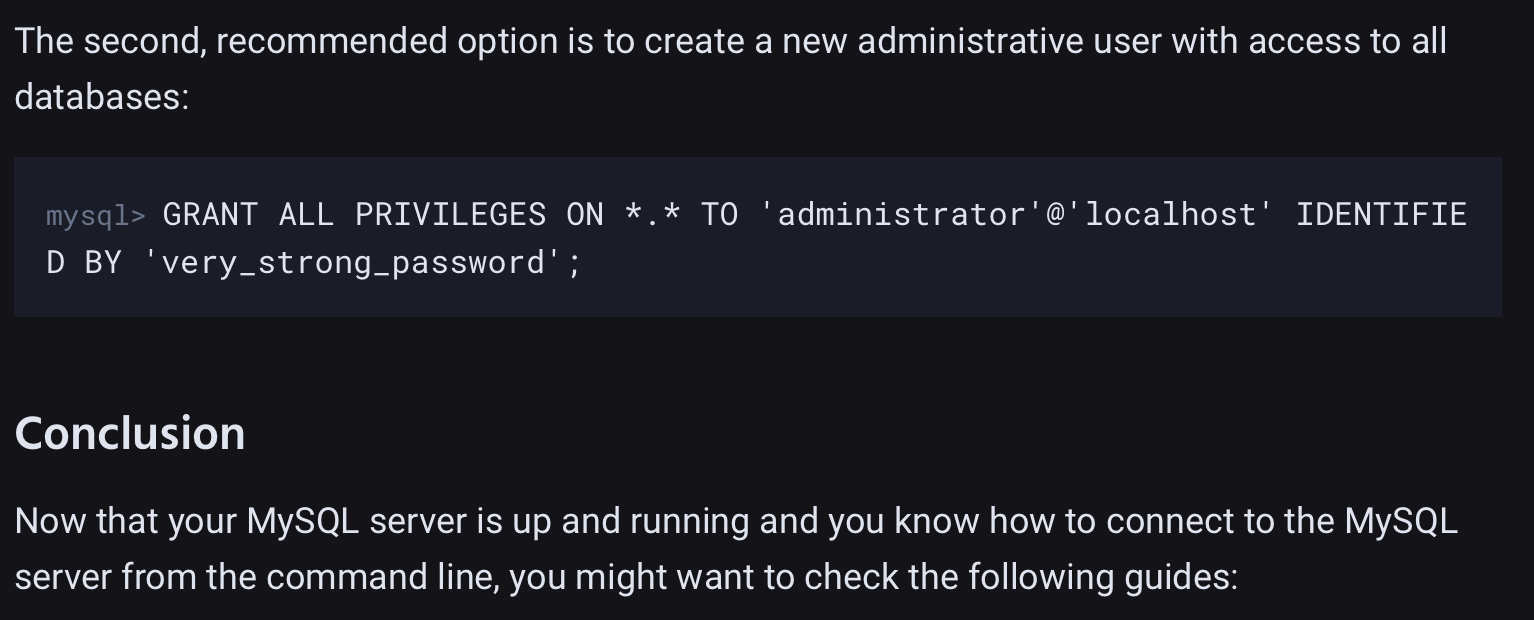 The second, recommended option is to create a new administrative user with access to all
databases:
mysql> GRANT ALL PRIVILEGES ON *.* TO 'administrator'@'localhost' IDENTIFIE
D BY 'very_strong_password';
Conclusion
Now that your MySQL server is up and running and you know how to connect to the MySQL
server from the command line, you might want to check the following guides: